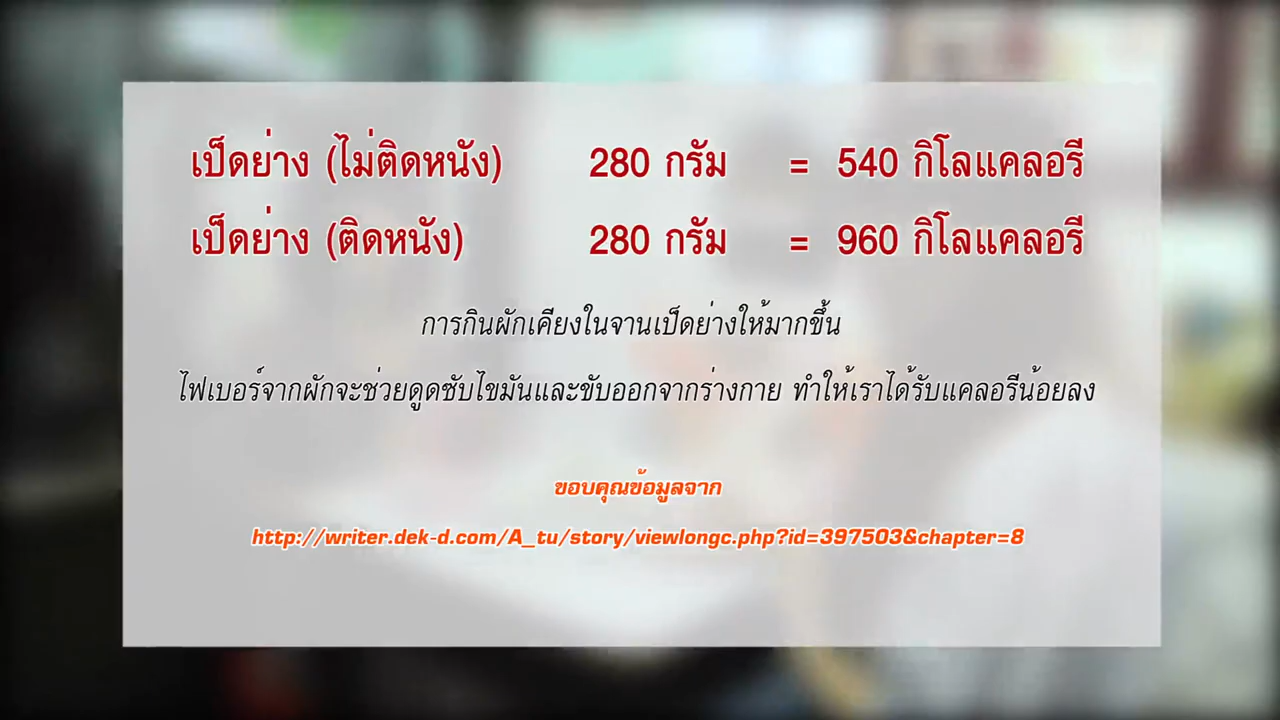 เป็ดย่าง (ไม่ติดหนัง) 280 กรัม = 540 กิโลแคลอรี
เป็ดย่าง (ติดหนัง) 280 กรัม = 960 กิโลแคลอรี
การกินผักเคียงในจานเป็ดย่างให้มากขึ้น
ไฟเบอร์จากผักจะช่วยดูดซับไขมันและขับออกจากร่างกาย ทำให้เราได้รับแคลอรีน้อยลง
ขอบคุณข้อมูลจาก
http://writer.dek-d.com/A_tu/story/viewlongc.php?id=397503&chapter=8